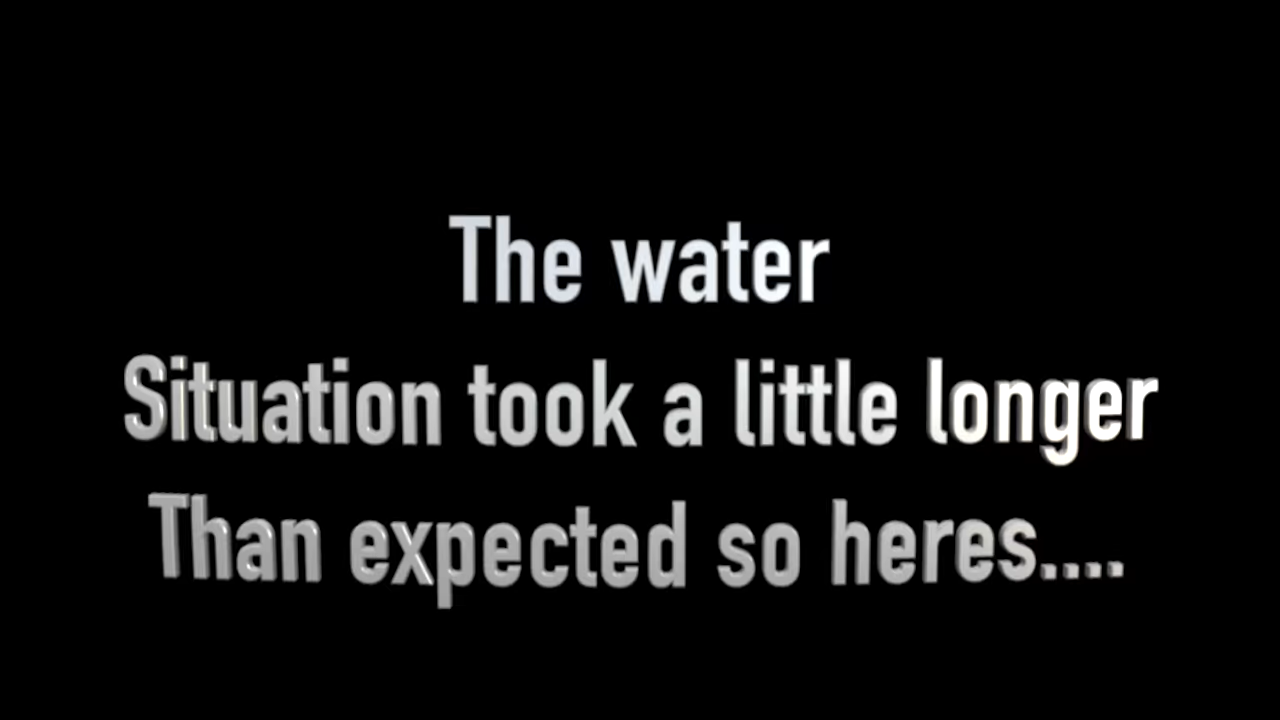 The water
Situation took a little longer
Than expected so heres....